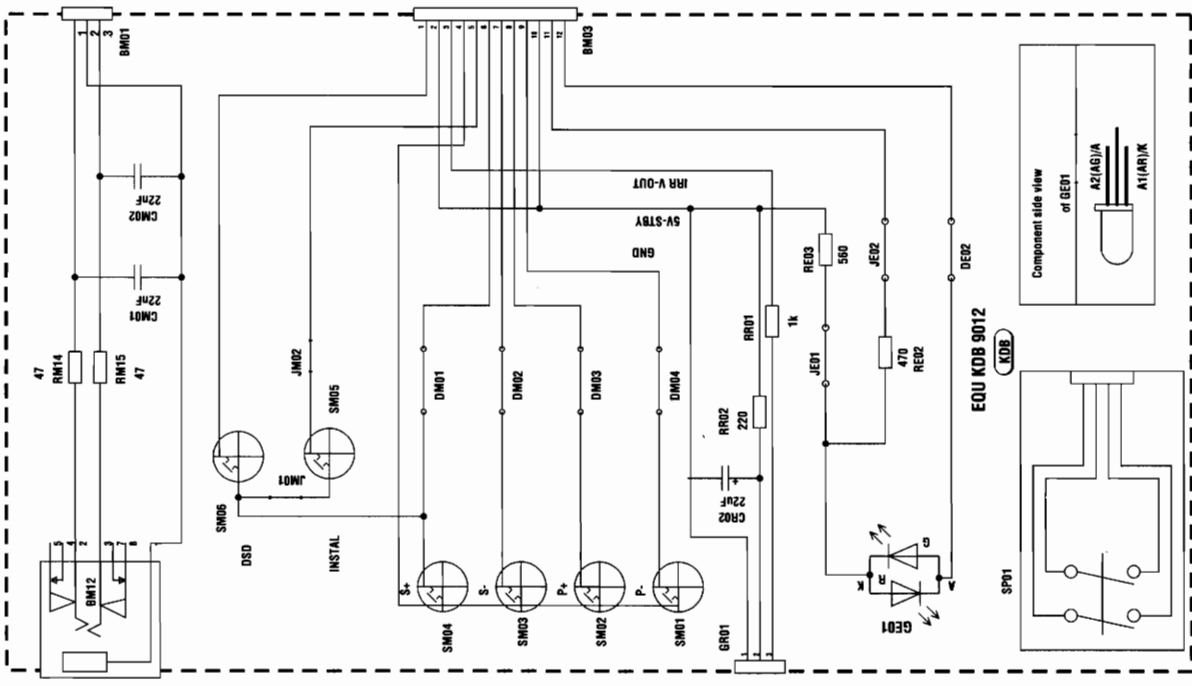 1
2
3
BM01
1
2
3
4
5
6
7
8
9
10
11
12
BM03
22nF
CM02
22nF
CM01
47
RM14
RM15
47
JM02
SM05
JM01
SM06
DSD
INSTAL
IRR V-OUT
5V-STBY
GND
DM01
DM02
DM03
DM04
RE03
560
JE02
DE02
RR01
1k
JE01
470
RE02
RR02
220
22uF
CR02
+
5
4
2
3
7
8
BM12
S+
S-
P+
P-
SM04
SM03
SM02
SM01
GR01
1
2
3
K
R
G
A
GE01
EQU KDB 9012
KDB
Component side view
of GE01
A2(AG)/A
A1(AR)/K
SP01